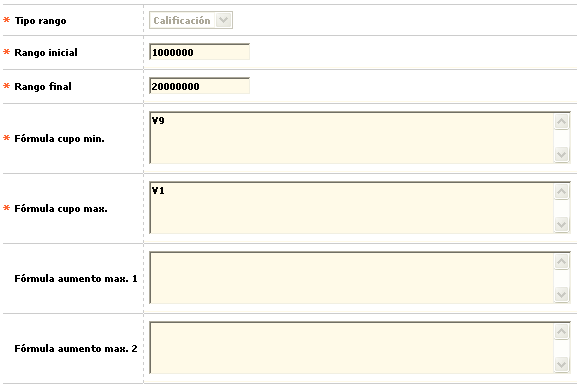 * Tipo rango Calificación
* Rango inicial 1000000
* Rango final 20000000
* Fórmula cupo min. V9
* Fórmula cupo max. V1
Fórmula aumento max. 1
Fórmula aumento max. 2